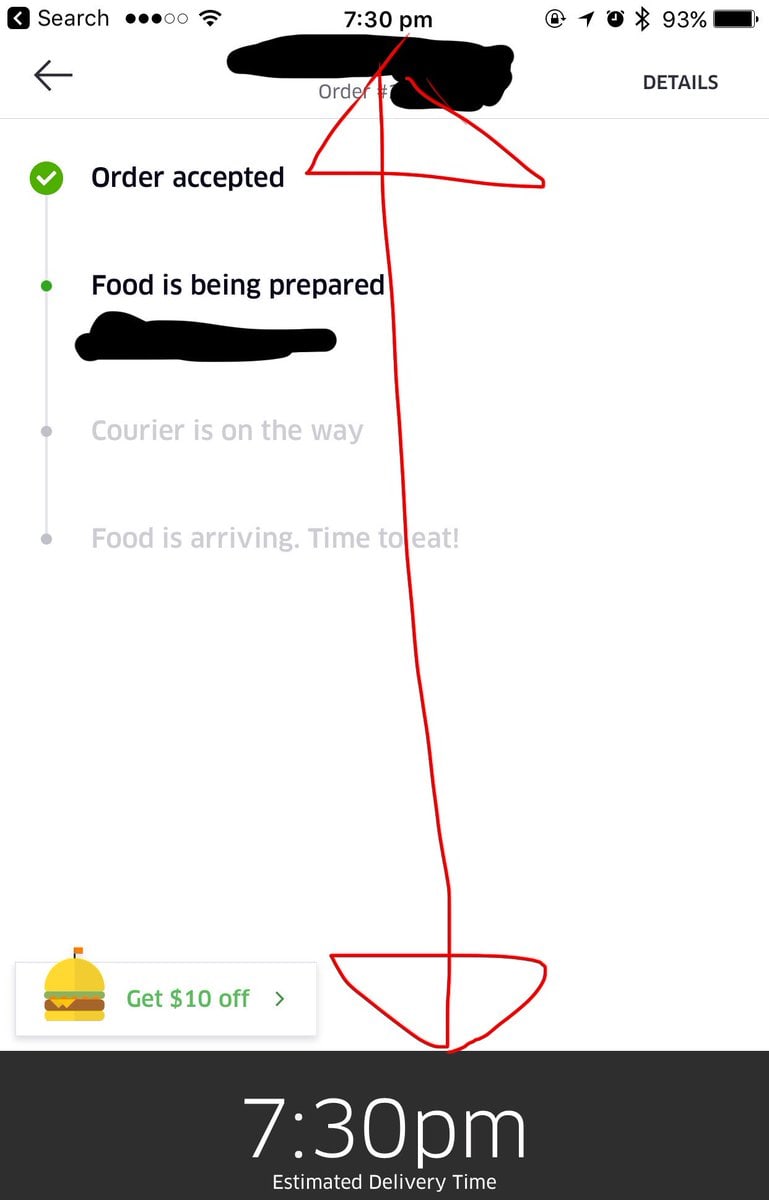 Search 7:30 pm 93%
Order #
DETAILS
Order accepted
Food is being prepared
Courier is on the way
Food is arriving. Time to eat!
Get $10 off
7:30pm
Estimated Delivery Time